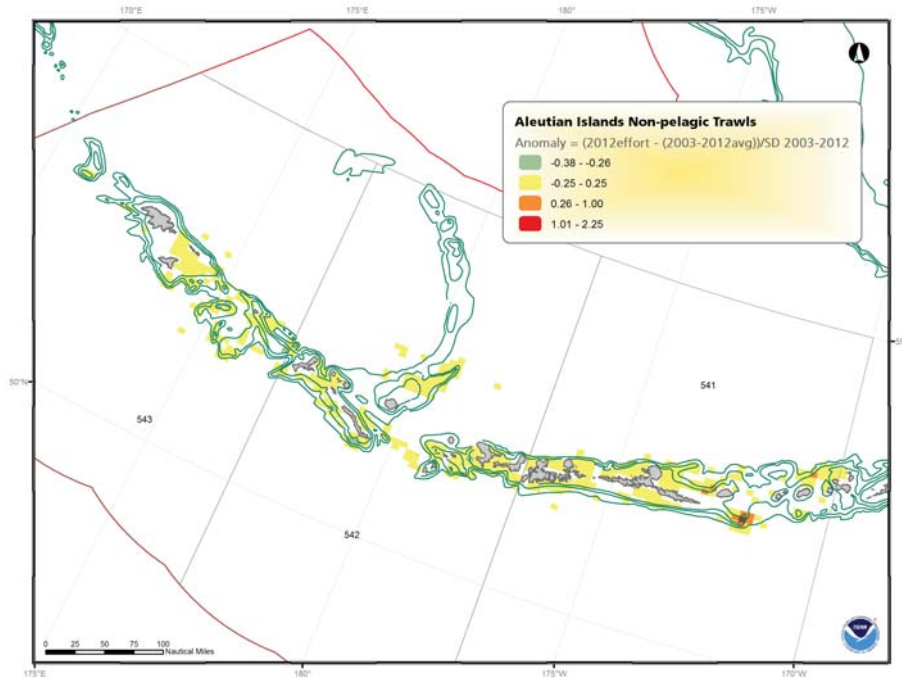 170°E 175°E 180° 175°W
Aleutian Islands Non-pelagic Trawls
Anomaly = (2012effort - (2003-2012avg))/SD 2003-2012
-0.38 - -0.26
-0.25 - 0.25
0.26 - 1.00
1.01 - 2.25
50°N
541
543
542
0 25 50 75 100
Nautical Miles
NOAA
175°E 180° 175°W 170°W